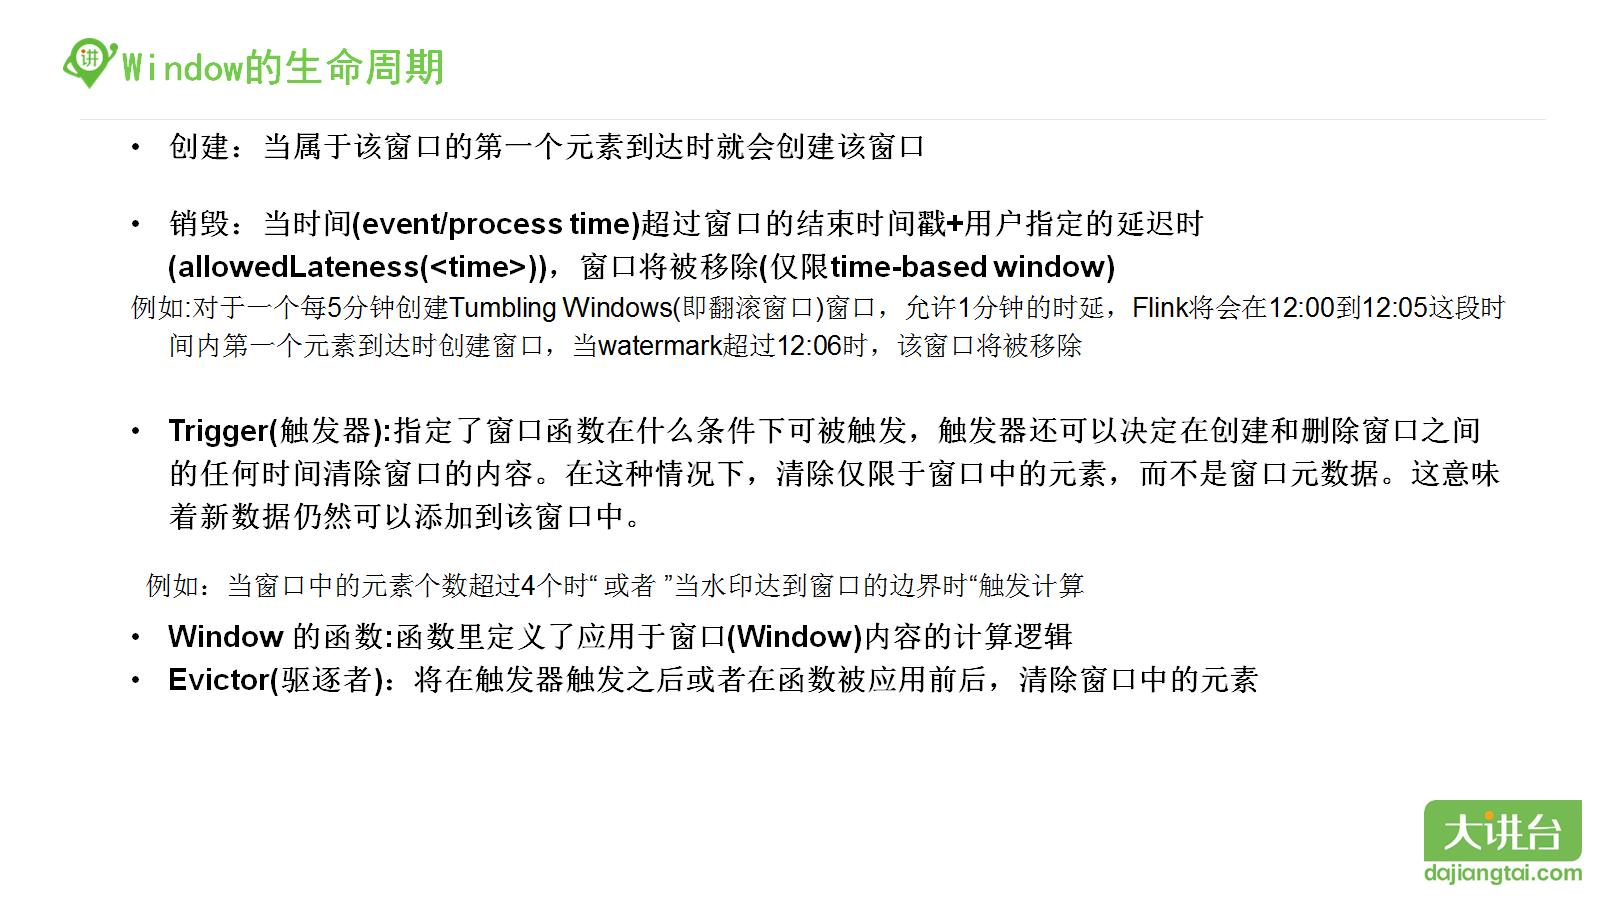 讲
Window的生命周期
• 创建：当属于该窗口的第一个元素到达时就会创建该窗口
• 销毁：当时间(event/process time)超过窗口的结束时间戳+用户指定的延迟时
(allowedLateness(<time>))，窗口将被移除(仅限time-based window)
例如:对于一个每5分钟创建Tumbling Windows(即翻滚窗口)窗口，允许1分钟的时延，Flink将会在12:00到12:05这段时
间内第一个元素到达时创建窗口，当watermark超过12:06时，该窗口将被移除
• Trigger(触发器):指定了窗口函数在什么条件下可被触发，触发器还可以决定在创建和删除窗口之间
的任何时间清除窗口的内容。在这种情况下，清除仅限于窗口中的元素，而不是窗口元数据。这意味
着新数据仍然可以添加到该窗口中。
例如：当窗口中的元素个数超过4个时“ 或者 ”当水印达到窗口的边界时“触发计算
• Window 的函数:函数里定义了应用于窗口(Window)内容的计算逻辑
• Evictor(驱逐者)：将在触发器触发之后或者在函数被应用前后，清除窗口中的元素
大讲台
dajiangtai.com